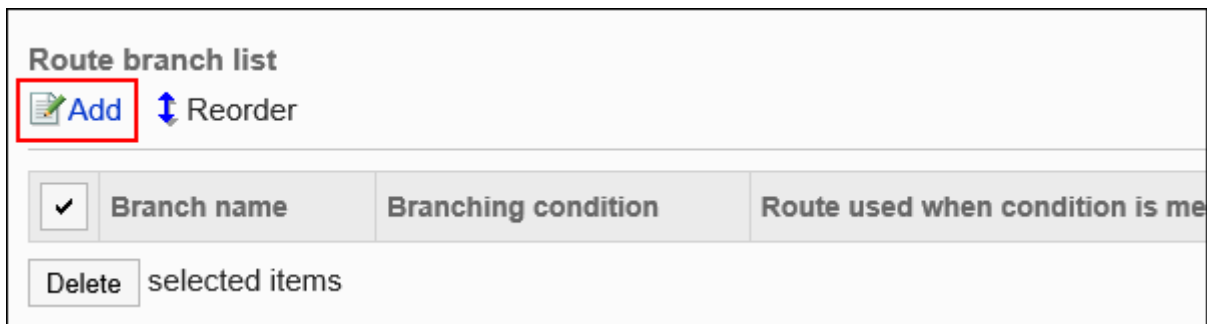 Route branch list
Add Reorder
Branch name Branching condition Route used when condition is me
Delete selected items